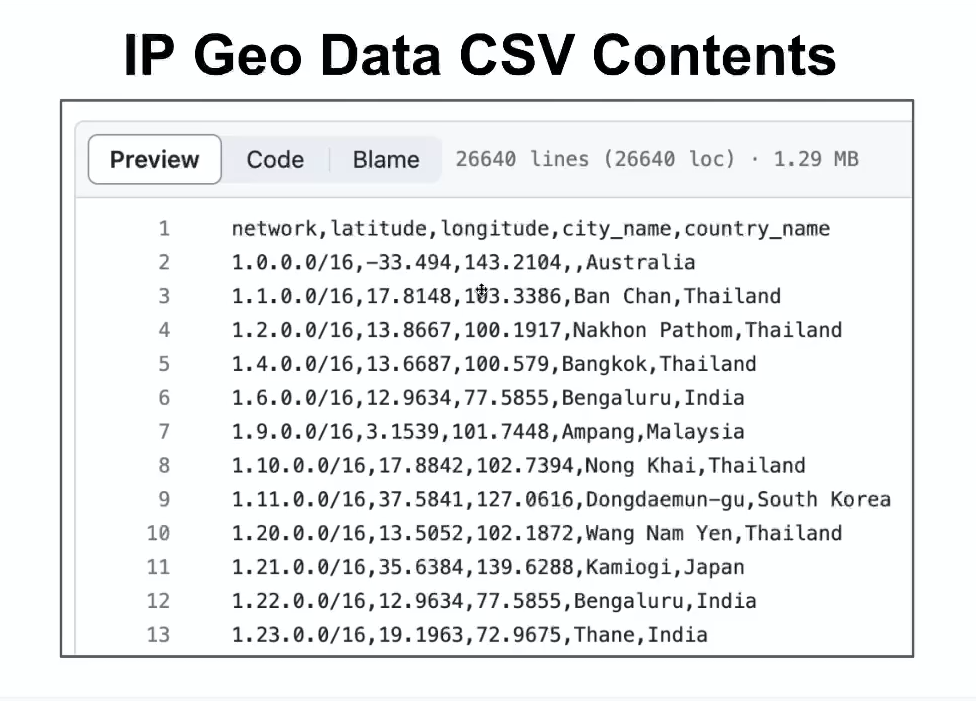 IP Geo Data CSV Contents
Preview Code Blame 26640 lines (26640 loc) · 1.29 MB
1 network,latitude,longitude,city_name,country_name
2 1.0.0.0/16,-33.494,143.2104,,Australia
3 1.1.0.0/16,17.8148,103.3386,Ban Chan,Thailand
4 1.2.0.0/16,13.8667,100.1917,Nakhon Pathom,Thailand
5 1.4.0.0/16,13.6687,100.579,Bangkok,Thailand
6 1.6.0.0/16,12.9634,77.5855,Bengaluru,India
7 1.9.0.0/16,3.1539,101.7448,Ampang,Malaysia
8 1.10.0.0/16,17.8842,102.7394,Nong Khai,Thailand
9 1.11.0.0/16,37.5841,127.0616,Dongdaemun-gu,South Korea
10 1.20.0.0/16,13.5052,102.1872,Wang Nam Yen,Thailand
11 1.21.0.0/16,35.6384,139.6288,Kamiogi,Japan
12 1.22.0.0/16,12.9634,77.5855,Bengaluru,India
13 1.23.0.0/16,19.1963,72.9675,Thane,India